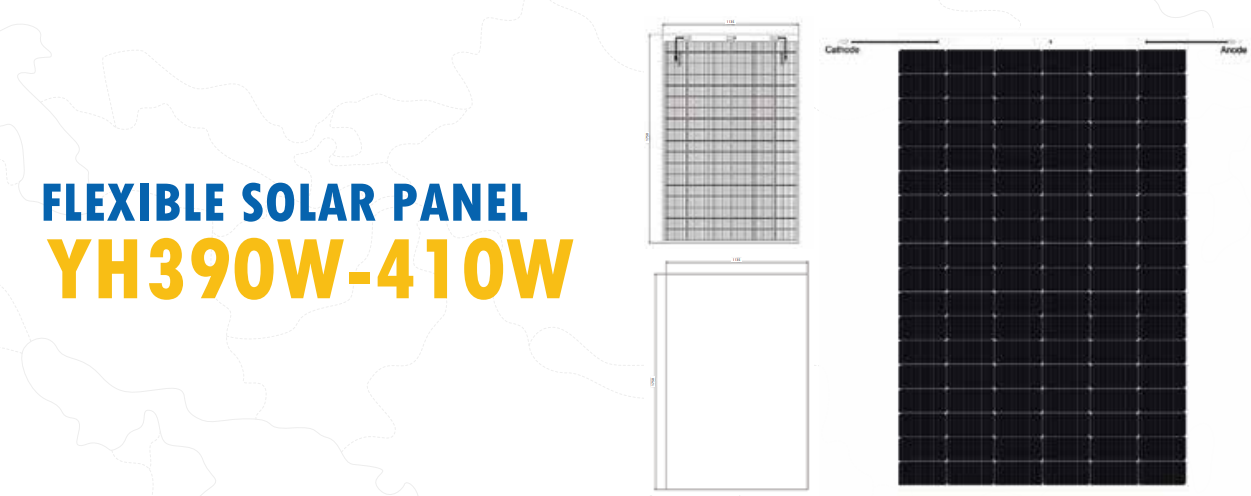 FLEXIBLE SOLAR PANEL
YH390W-410W
Cathode
Anode